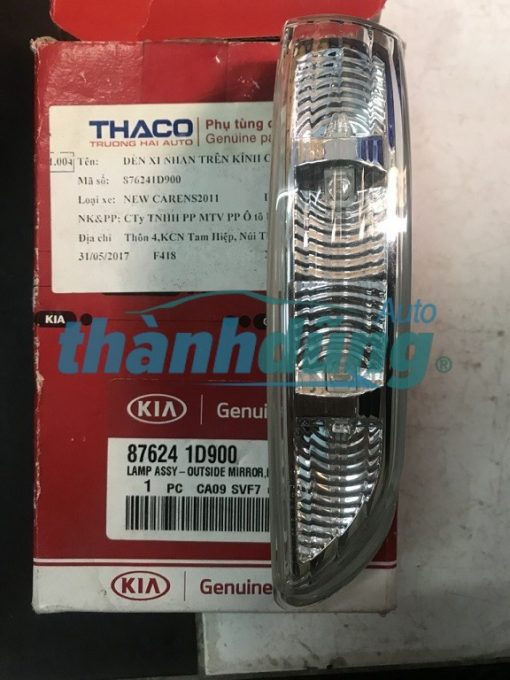 THACO
TRUONG HAI AUTO
Phụ tùng c
Genuine pa
1.004 Tên: ĐÈN XI NHAN TRÊN KÍNH C
Mã số: 876241D900
Loại xe: NEW CARENS2011
NK&PP: CTy TNHH PP MTV PP Ô tô
Địa chỉ Thôn 4,KCN Tam Hiệp, Núi T
31/05/2017 F418
KIA
Auto
thànhdũng®
KIA Genuine
87624 1D900
LAMP ASSY-OUTSIDE MIRROR,
1 PC CA09 SVF7
KIA Genuine